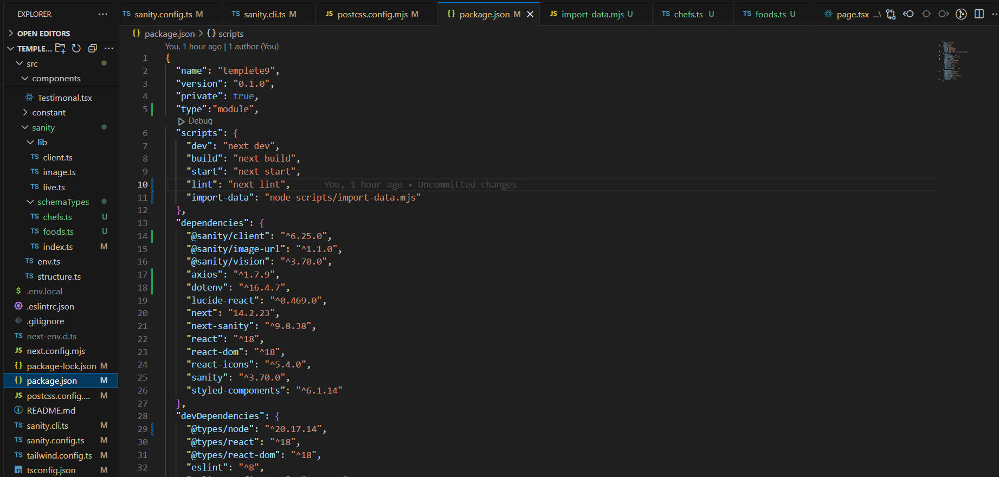 EXPLORER
OPEN EDITORS
TEMPLE...
src
components
Testimonal.tsx
constant
sanity
lib
TS client.ts
TS image.ts
TS live.ts
schemaTypes
TS chefs.ts U
TS foods.ts U
TS index.ts M
TS env.ts
TS structure.ts
$ .env.local
.eslintrc.json
.gitignore
TS next-env.d.ts
JS next.config.mjs
{} package-lock.json M
{} package.json M
JS postcss.config.... M
README.md
TS sanity.cli.ts M
TS sanity.config.ts M
TS tailwind.config.ts M
TS tsconfig.json M
TS sanity.config.ts M
TS sanity.cli.ts M
JS postcss.config.mjs M
{} package.json M
JS import-data.mjs U
TS chefs.ts U
TS foods.ts U
page.tsx ...\
{} package.json > {} scripts
You, 1 hour ago | 1 author (You)
1 {
2 "name": "templete9",
3 "version": "0.1.0",
4 "private": true,
5 "type":"module",
Debug
6 "scripts": {
7 "dev": "next dev",
8 "build": "next build",
9 "start": "next start",
10 "lint": "next lint", You, 1 hour ago • Uncommitted changes
11 "import-data": "node scripts/import-data.mjs"
12 },
13 "dependencies": {
14 "@sanity/client": "^6.25.0",
15 "@sanity/image-url": "^1.1.0",
16 "@sanity/vision": "^3.70.0",
17 "axios": "^1.7.9",
18 "dotenv": "^16.4.7",
19 "lucide-react": "^0.469.0",
20 "next": "14.2.23",
21 "next-sanity": "^9.8.38",
22 "react": "^18",
23 "react-dom": "^18",
24 "react-icons": "^5.4.0",
25 "sanity": "^3.70.0",
26 "styled-components": "^6.1.14"
27 },
28 "devDependencies": {
29 "@types/node": "^20.17.14",
30 "@types/react": "^18",
31 "@types/react-dom": "^18",
32 "eslint": "^8",